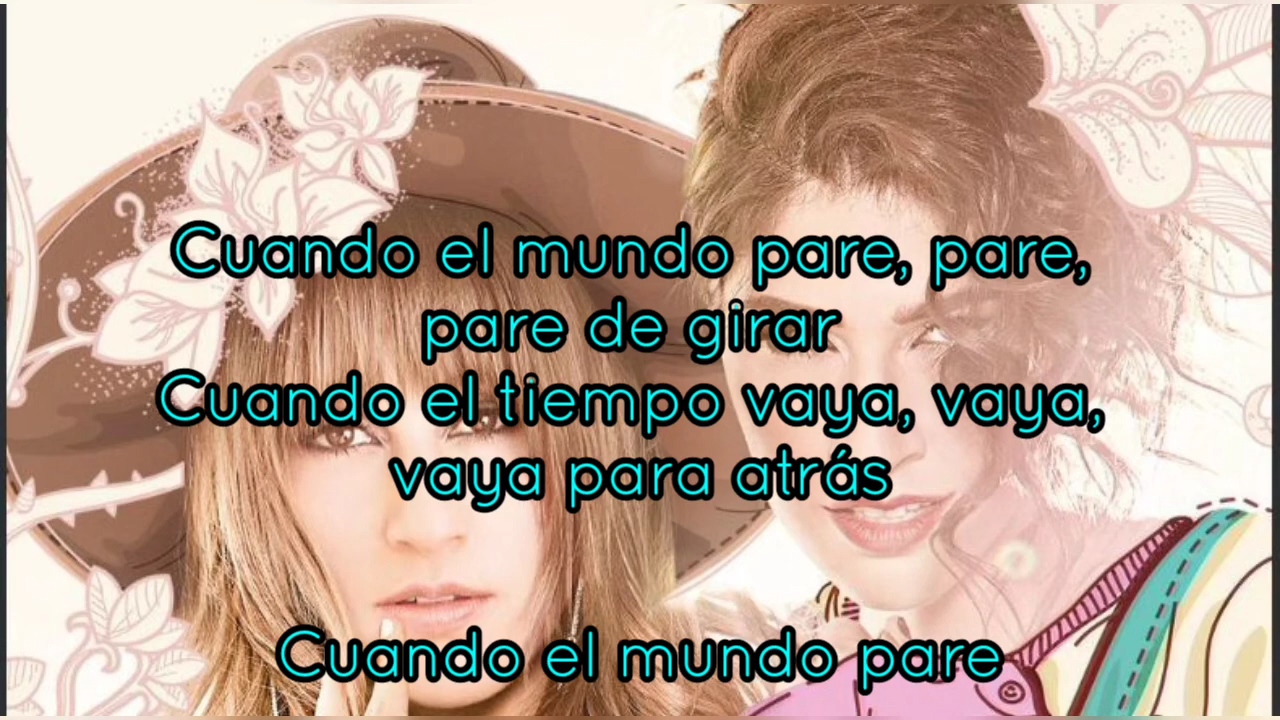 Cuando el mundo pare, pare,
pare de girar
Cuando el tiempo vaya, vaya,
vaya para atrás
Cuando el mundo pare